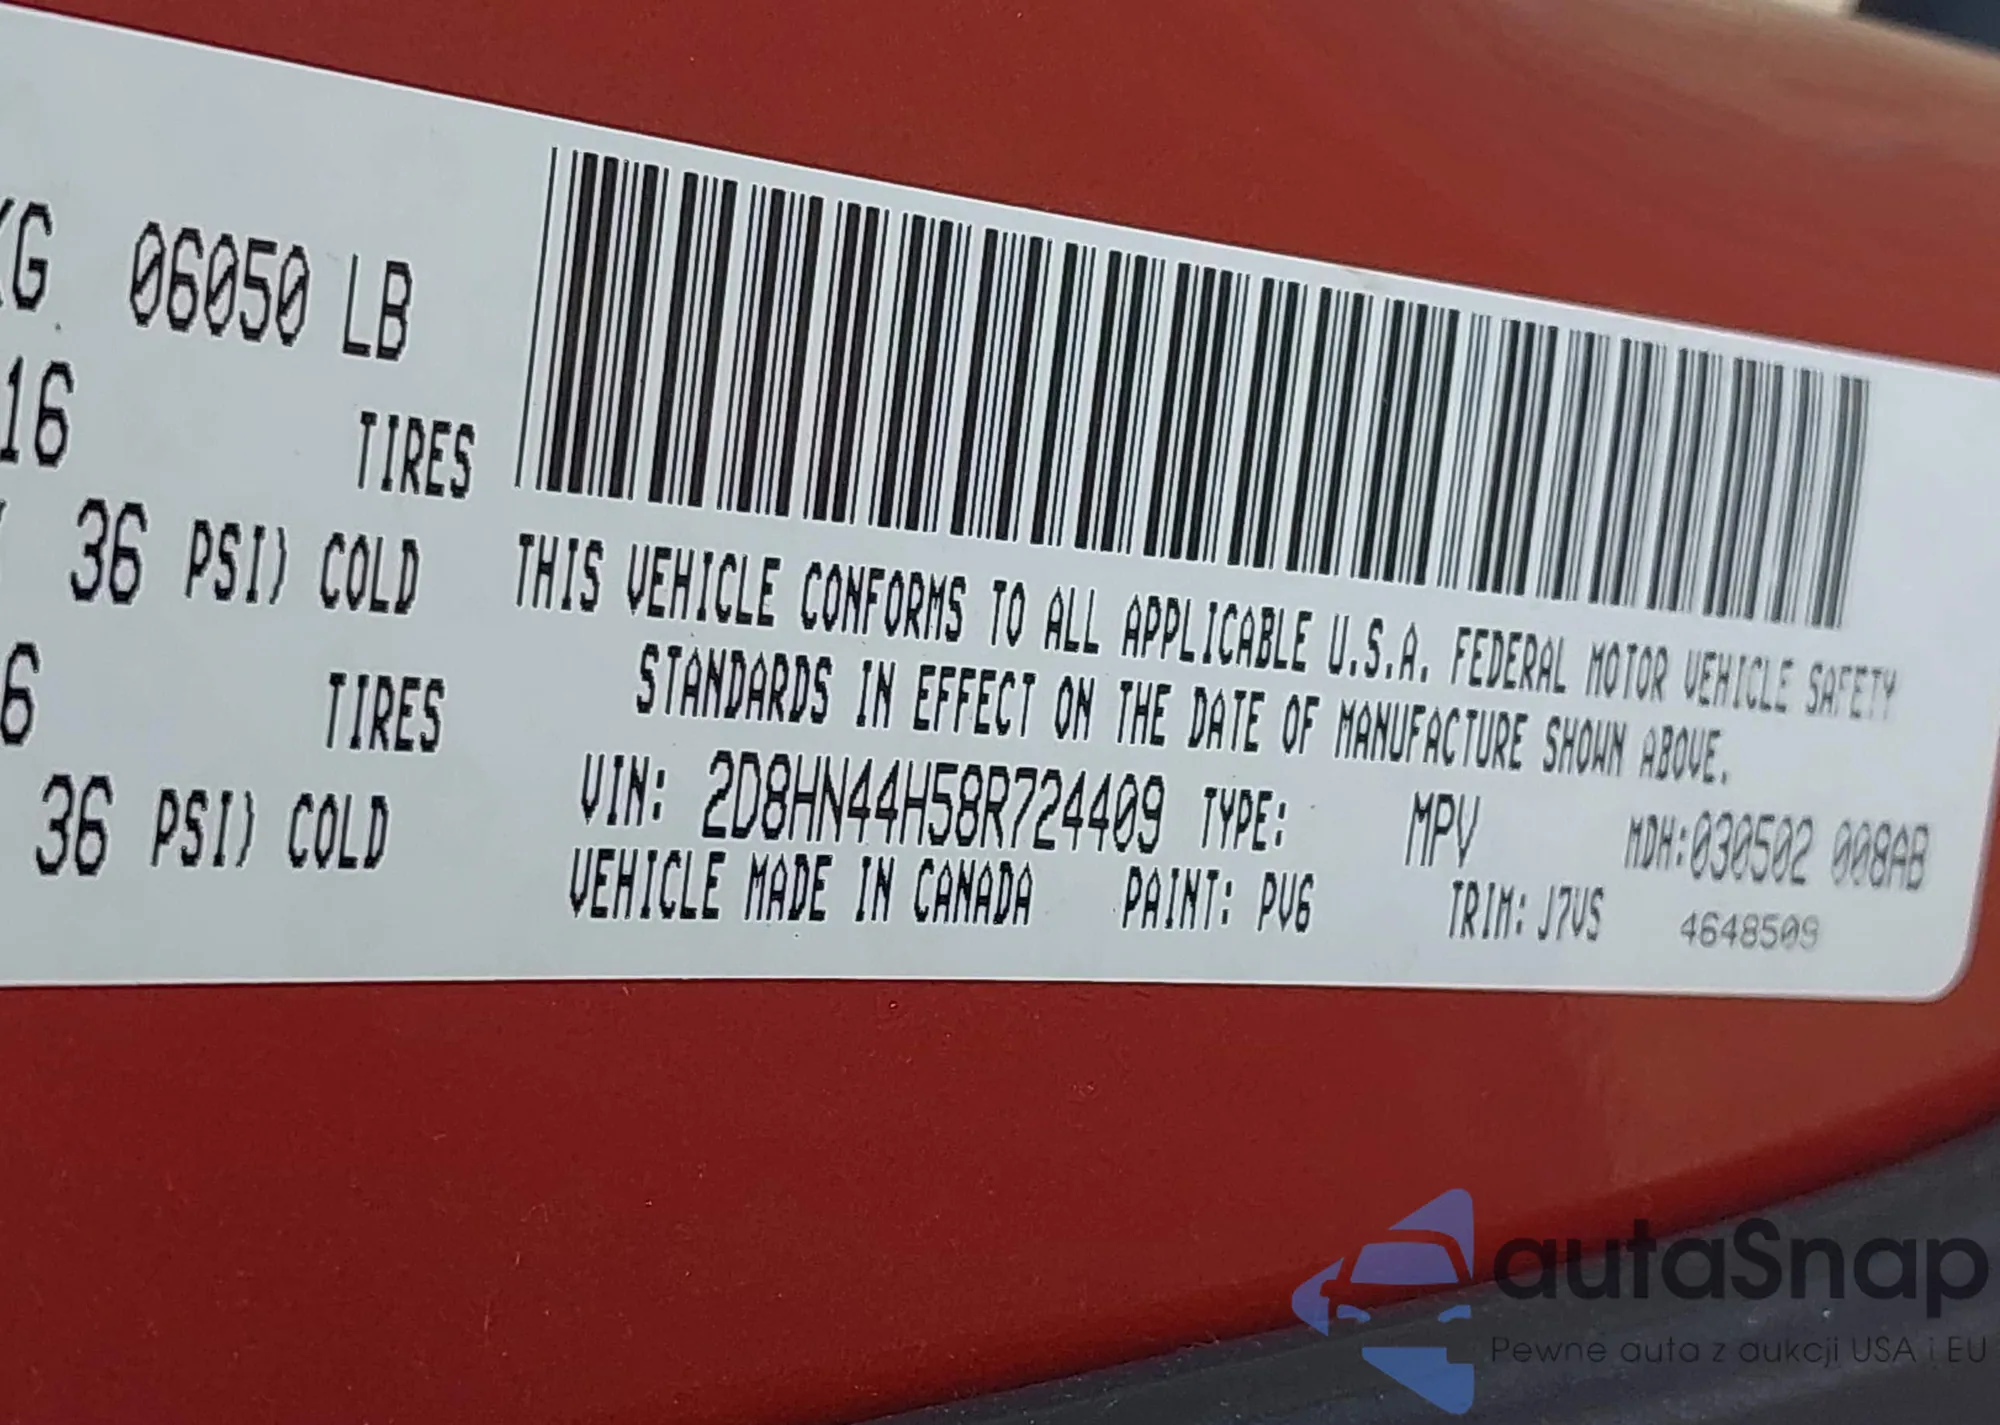 KG 06050 LB
16 TIRES
36 PSI) COLD
6 TIRES
36 PSI) COLD
THIS VEHICLE CONFORMS TO ALL APPLICABLE U.S.A. FEDERAL MOTOR VEHICLE SAFETY
STANDARDS IN EFFECT ON THE DATE OF MANUFACTURE SHOWN ABOVE.
VIN: 2D8HN44H58R724409 TYPE: MPV MDH:030502 008AB
VEHICLE MADE IN CANADA PAINT: PV6 TRIM: J7VS 4648509
autaSnap
Pewne auta z aukcji USA i EU